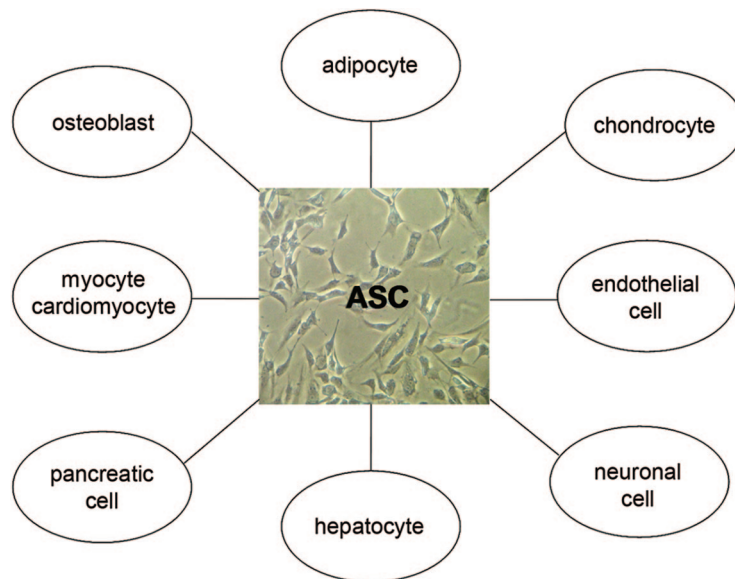 adipocyte
osteoblast
chondrocyte
myocyte
cardiomyocyte
ASC
endothelial
cell
pancreatic
cell
neuronal
cell
hepatocyte